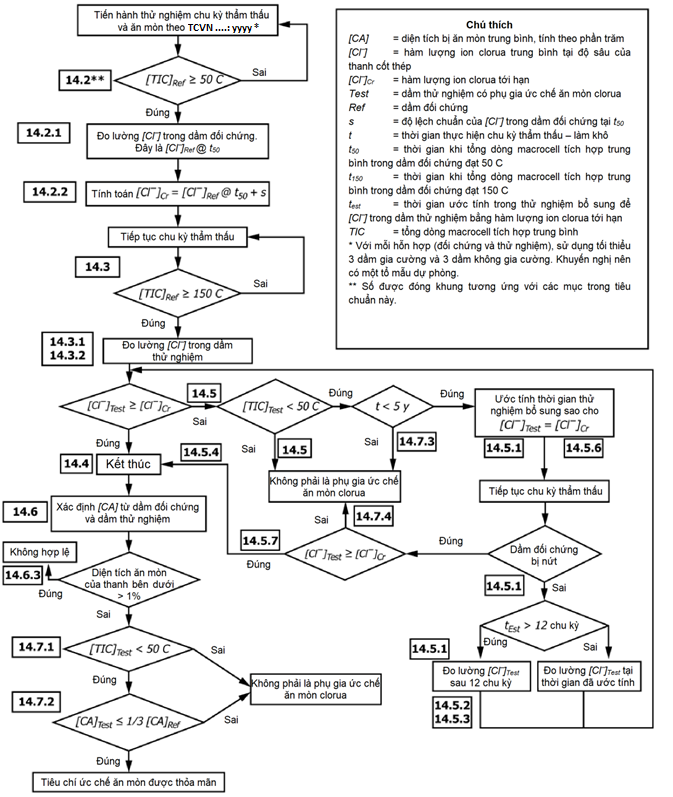 Tiến hành thử nghiệm chu kỳ thẩm thấu
và ăn mòn theo TCVN ....: yyyy *
14.2**
[TIC]Ref ≥ 50 C
Sai
Đúng
14.2.1
Đo lường [Cl⁻] trong dầm đối chứng.
Đây là [Cl⁻]Ref @ t50
14.2.2
Tính toán [Cl⁻]Cr = [Cl⁻]Ref @ t50 + s
Tiếp tục chu kỳ thẩm thấu
14.3
[TIC]Ref ≥ 150 C
Sai
Đúng
14.3.1
14.3.2
Đo lường [Cl⁻] trong dầm
thử nghiệm
Chú thích
[CA] = diện tích bị ăn mòn trung bình, tính theo phần trăm
[Cl⁻] = hàm lượng ion clorua trung bình tại độ sâu của
thanh cốt thép
[Cl⁻]Cr = hàm lượng ion clorua tới hạn
Test = dầm thử nghiệm có phụ gia ức chế ăn mòn clorua
Ref = dầm đối chứng
s = độ lệch chuẩn của [Cl⁻] trong dầm đối chứng tại t50
t = thời gian thực hiện chu kỳ thẩm thấu – làm khô
t50 = thời gian khi tổng dòng macrocell tích hợp trung
bình trong dầm đối chứng đạt 50 C
t150 = thời gian khi tổng dòng macrocell tích hợp trung
bình trong dầm đối chứng đạt 150 C
test = thời gian ước tính trong thử nghiệm bổ sung để
[Cl⁻] trong dầm thử nghiệm bằng hàm lượng ion clorua tới hạn
TIC = tổng dòng macrocell tích hợp trung bình
* Với mỗi hỗn hợp (đối chứng và thử nghiệm), sử dụng tối thiểu
3 dầm gia cường và 3 dầm không gia cường. Khuyến nghị nên
có một tổ mẫu dự phòng.
** Số được đóng khung tương ứng với các mục trong tiêu
chuẩn này.
[Cl⁻]Test ≥ [Cl⁻]Cr
Sai
14.5
[TIC]Test < 50 C
Đúng
t < 5 y
Đúng
Ước tính thời gian thử
nghiệm bổ sung sao cho
[Cl⁻]Test = [Cl⁻]Cr
14.5.1
14.5.6
Đúng
14.5.4
Sai
14.5
Sai
14.7.3
14.4
Kết thúc
Không phải là phụ gia ức chế
ăn mòn clorua
Tiếp tục chu kỳ thẩm thấu
14.6
Xác định [CA] từ dầm đối chứng
và dầm thử nghiệm
Sai
14.7.4
14.5.7
[Cl⁻]Test ≥ [Cl⁻]Cr
Đúng
Đúng
Dầm đối chứng
bị nứt
Không hợp lệ
14.6.3
Đúng
Diện tích ăn mòn
của thanh bên dưới
> 1%
Sai
14.5.1
Sai
tEst > 12 chu kỳ
Đúng
Sai
14.5.1
Đo lường [Cl⁻]Test
sau 12 chu kỳ
Đo lường [Cl⁻]Test tại
thời gian đã ước tính
14.5.2
14.5.3
14.7.1
[TIC]Test < 50 C
Sai
Đúng
Không phải là phụ gia ức chế
ăn mòn clorua
14.7.2
[CA]Test ≤ 1/3 [CA]Ref
Sai
Đúng
Tiêu chí ức chế ăn mòn được thỏa mãn